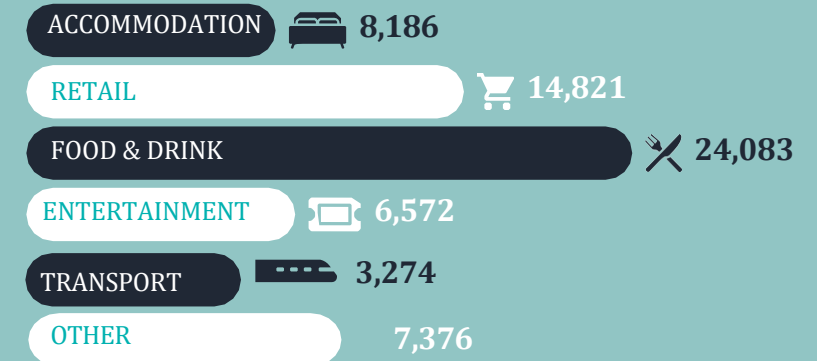 ACCOMMODATION 8,186
RETAIL 14,821
FOOD & DRINK 24,083
ENTERTAINMENT 6,572
TRANSPORT 3,274
OTHER 7,376